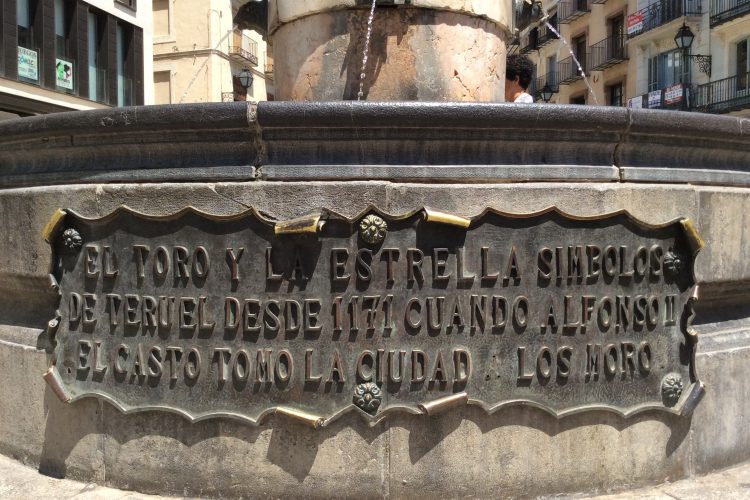 EL TORO Y LA ESTRELLA SIMBOLOS
DE TERUEL DESDE 1171 CUANDO ALFONSO II
EL CASTO TOMO LA CIUDAD A LOS MORO